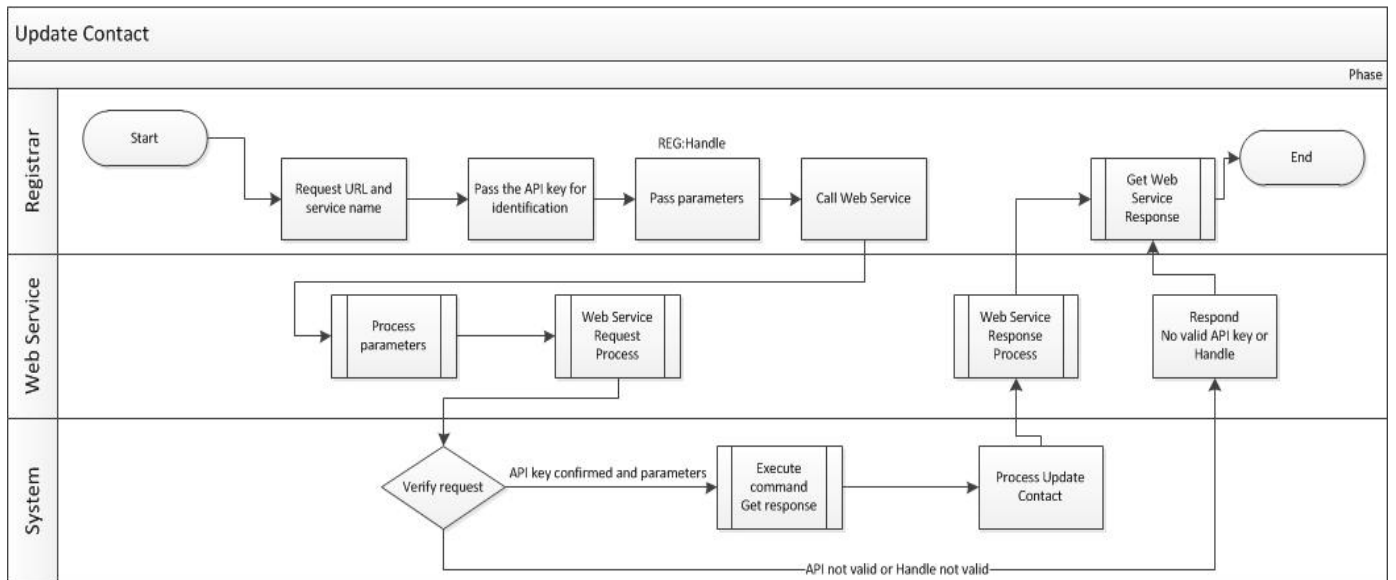 Update Contact
Phase
Registrar
Start
Request URL and
service name
Pass the API key for
identification
REG:Handle
Pass parameters
Call Web Service
Get Web
Service
Response
End
Web Service
Process
parameters
Web Service
Request
Process
Web Service
Response
Process
Respond
No valid API key or
Handle
System
Verify request
API key confirmed and parameters
Execute
command
Get response
Process Update
Contact
API not valid or Handle not valid